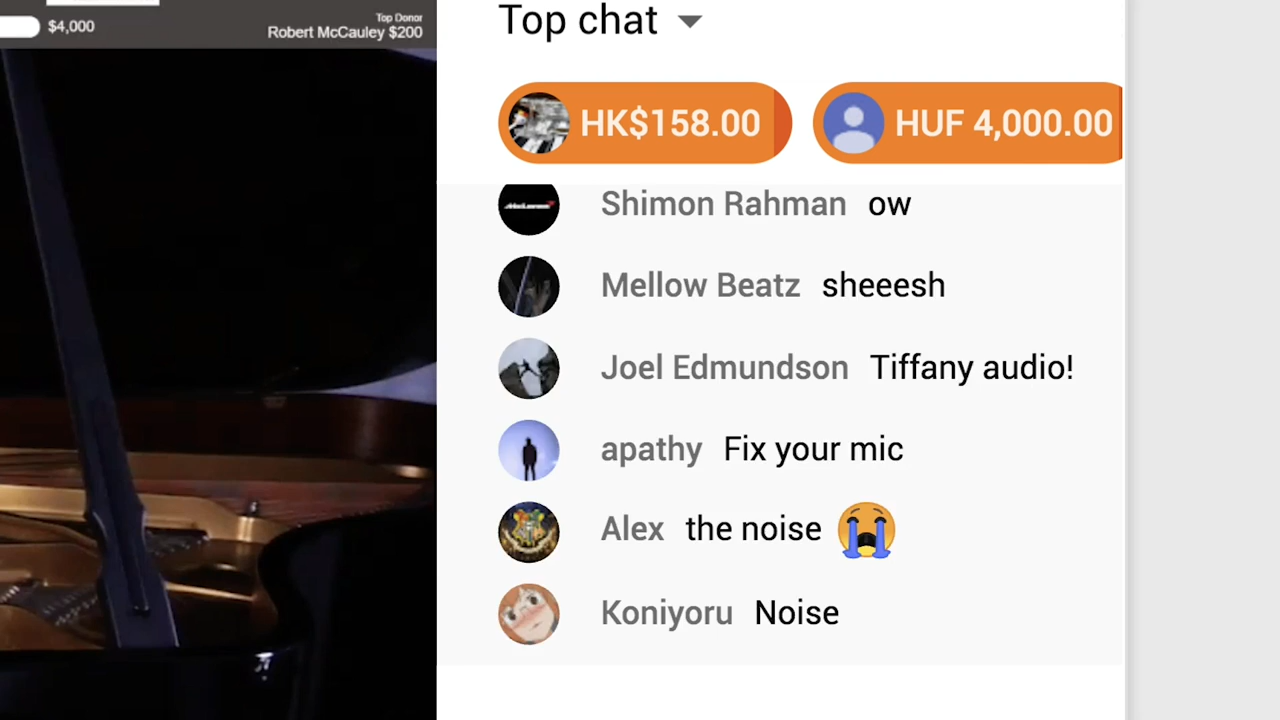 $4,000
Top Donor
Robert McCauley $200
Top chat
HK$158.00
HUF 4,000.00
Shimon Rahman ow
Mellow Beatz sheeesh
Joel Edmundson Tiffany audio!
apathy Fix your mic
Alex the noise 😭
Koniyoru Noise